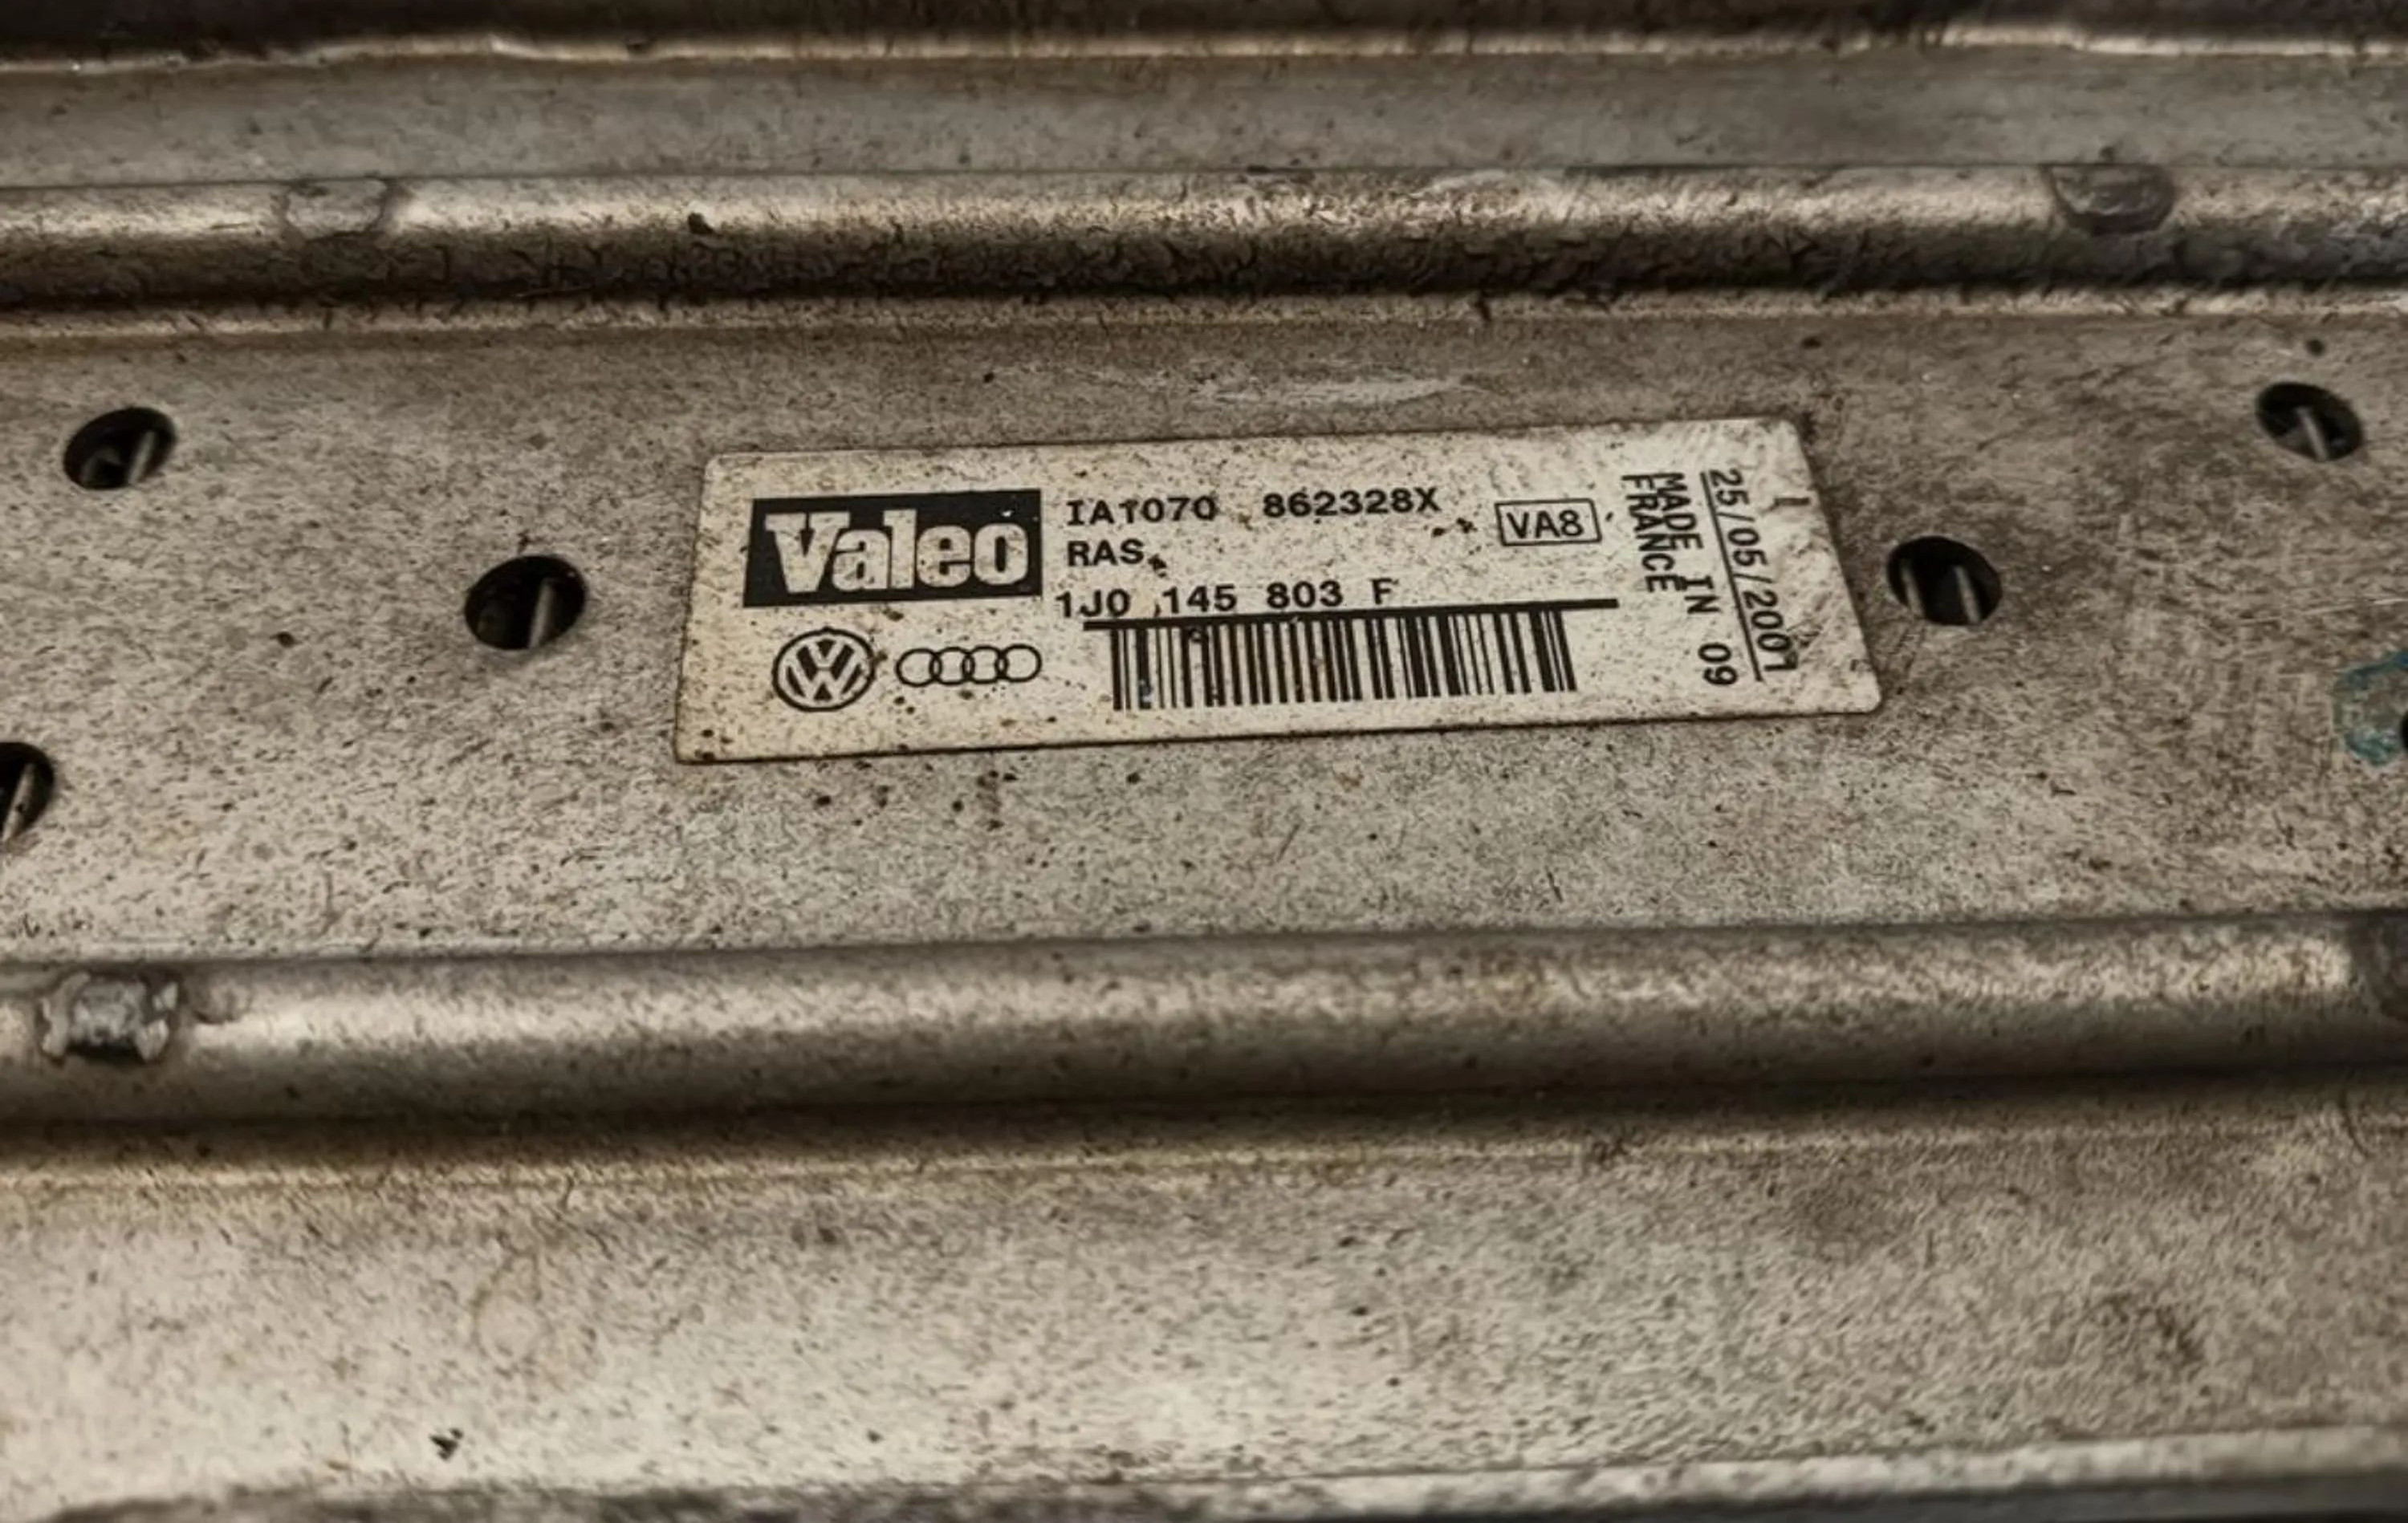 Valeo
IA1070 862328X
RAS
1J0 145 803 F
VA8
25/05/2001
MADE IN 09
FRANCE